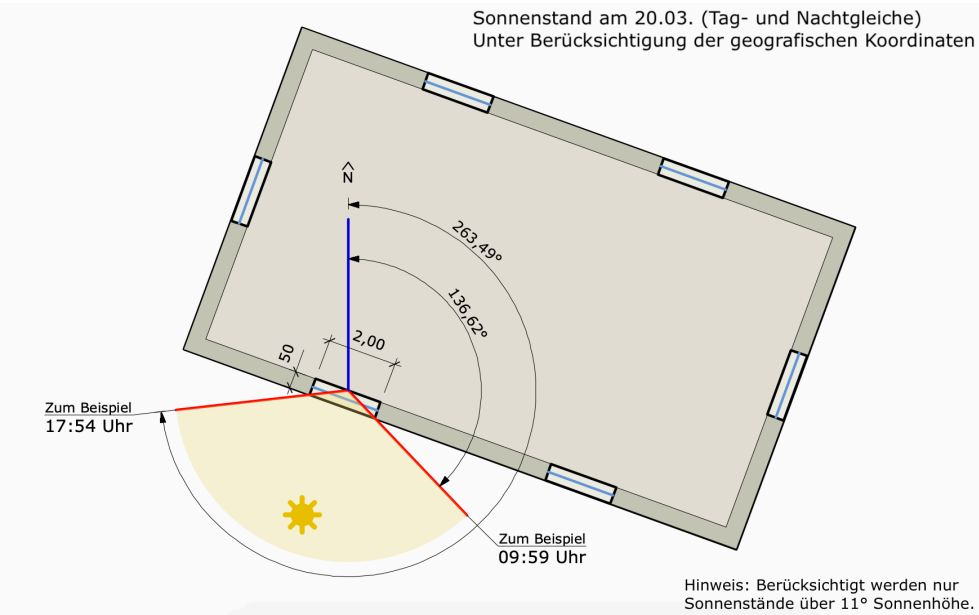 Sonnenstand am 20.03. (Tag- und Nachtgleiche)
Unter Berücksichtigung der geografischen Koordinaten
N
263,49°
136,62°
2,00
50
Zum Beispiel
17:54 Uhr
Zum Beispiel
09:59 Uhr
Hinweis: Berücksichtigt werden nur
Sonnenstände über 11° Sonnenhöhe.